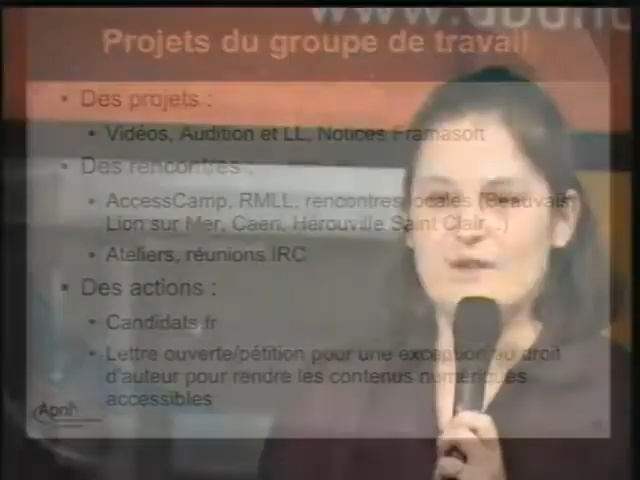 Projets du groupe de travail
• Des projets :
• Vidéos, Audition et LL, Notices Framasoft
• Des rencontres :
• AccessCamp, RMLL, rencontres locales (Beauvais,
Lion sur Mer, Caen, Hérouville Saint Clair...)
• Ateliers, réunions IRC
• Des actions :
• Candidats.fr
• Lettre ouverte/pétition pour une exception au droit
d'auteur pour rendre les contenus numériques
accessibles
April